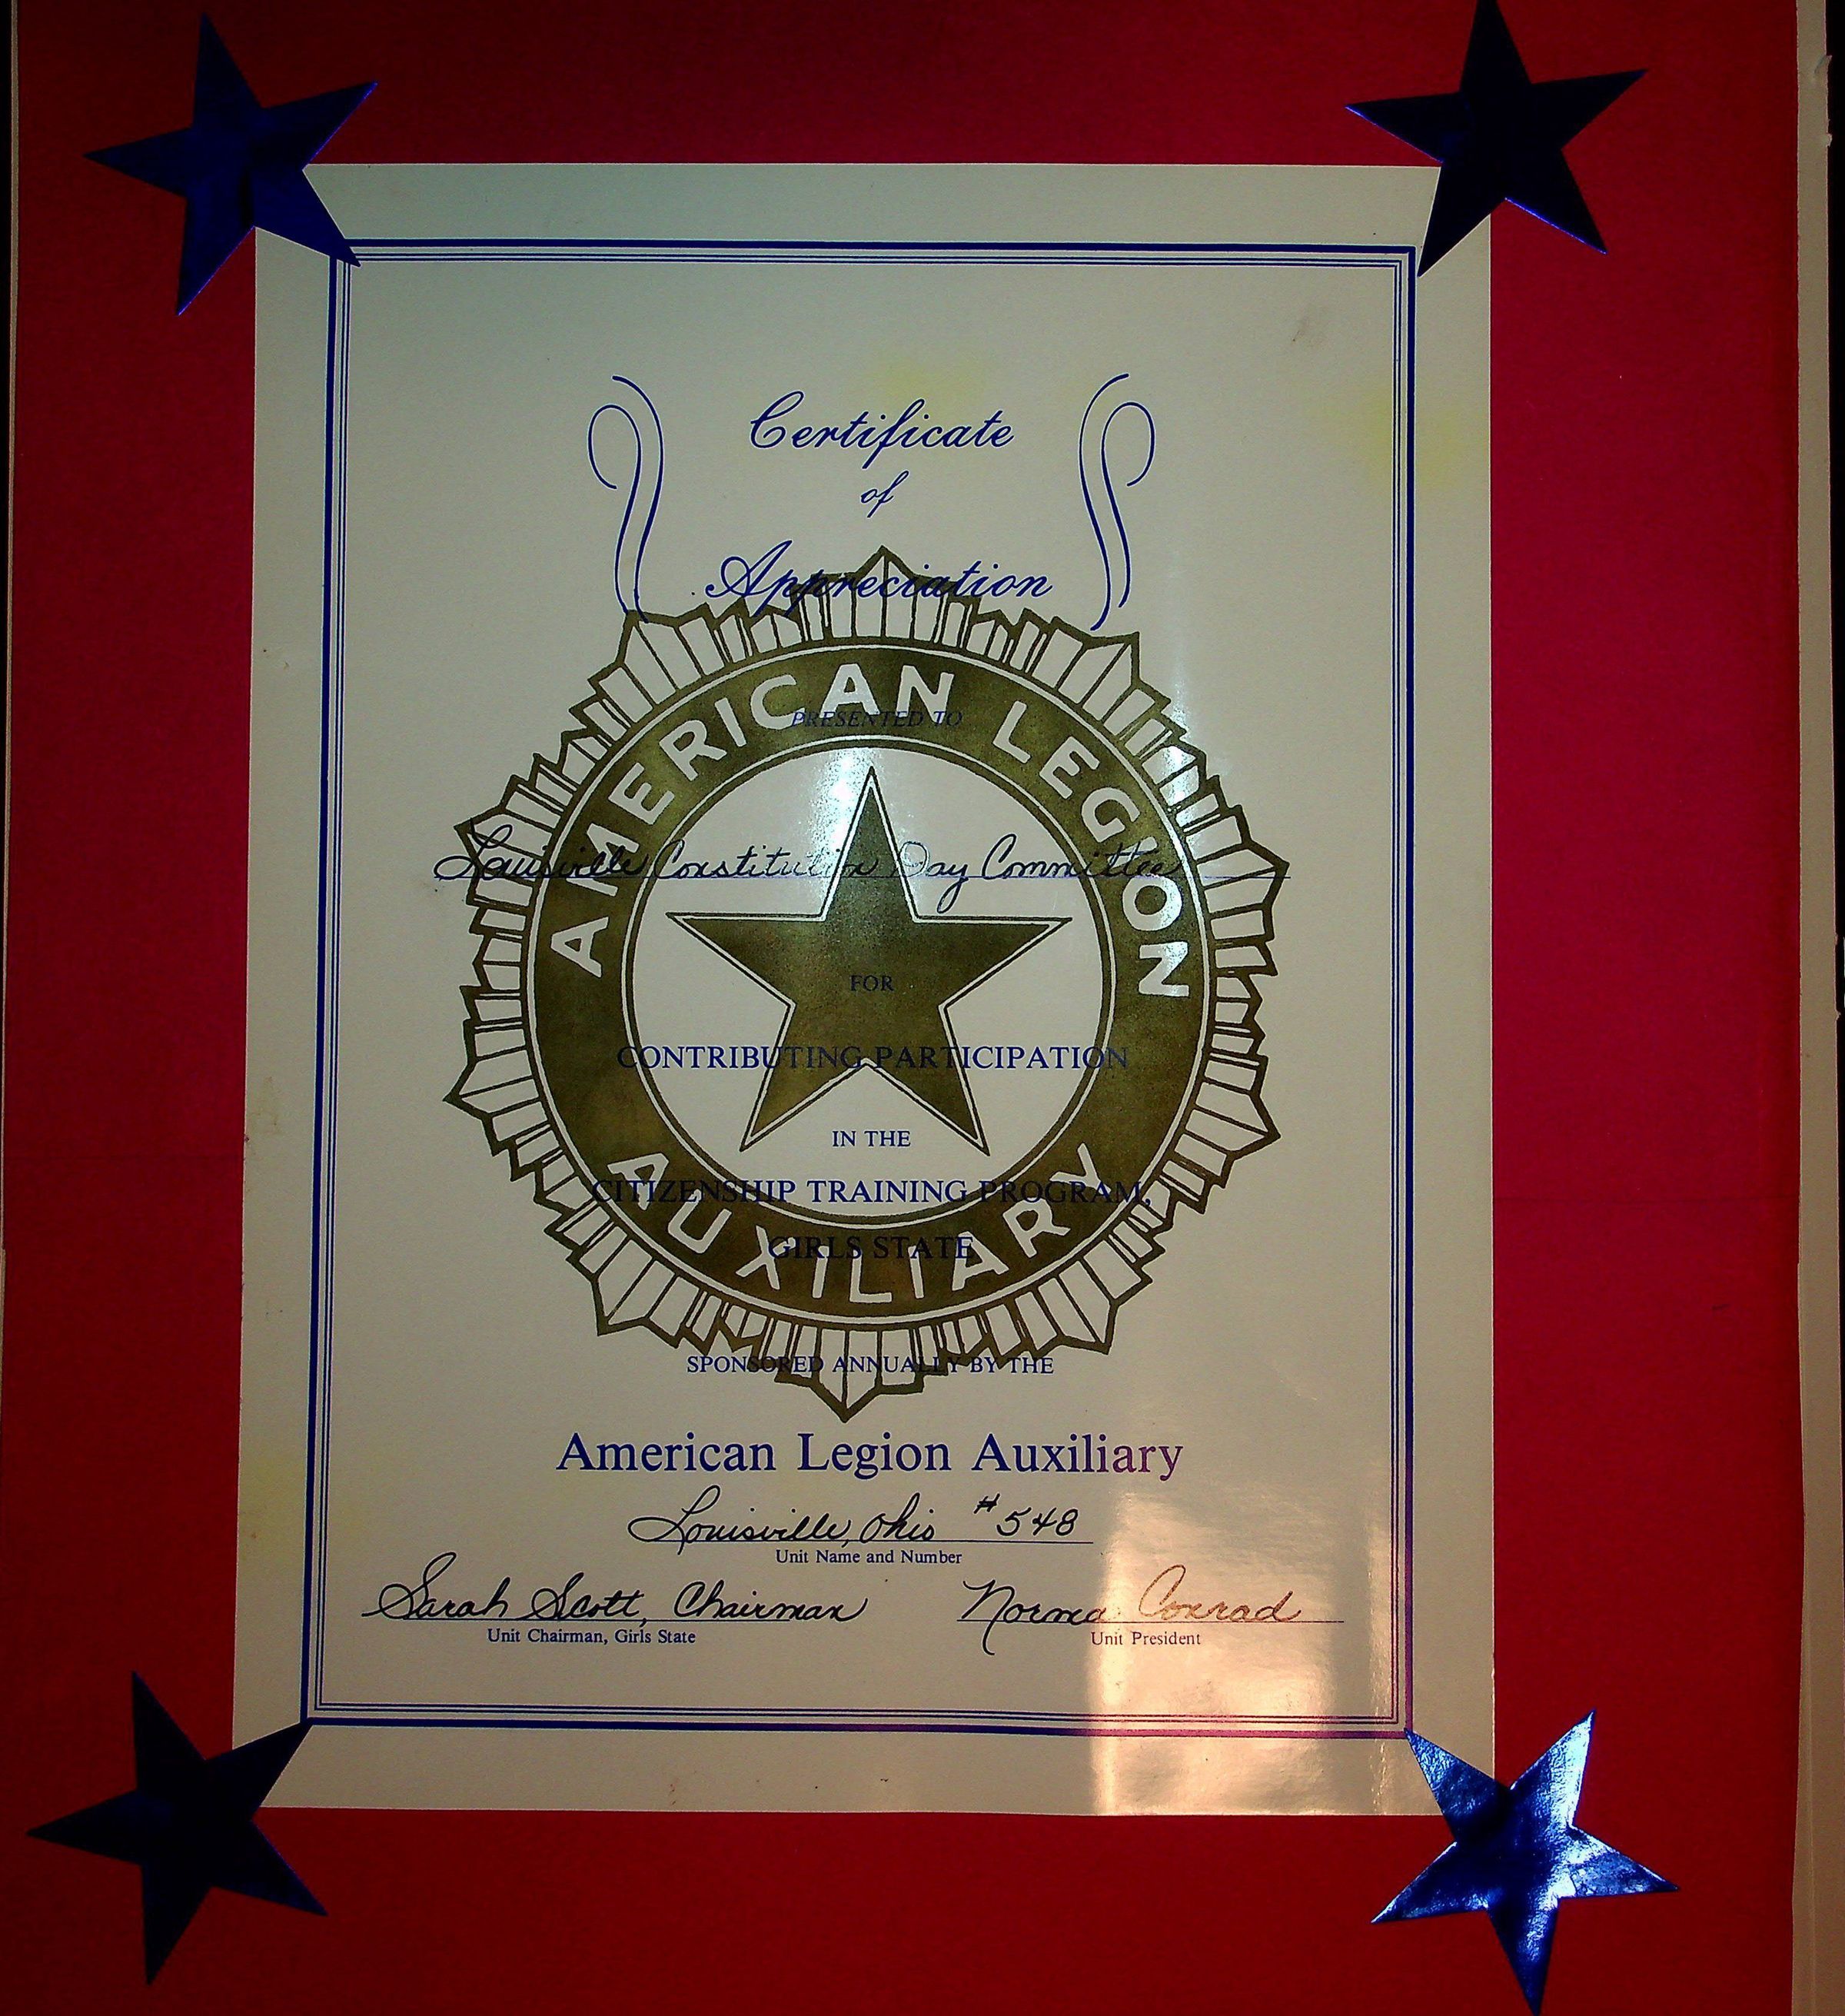 Certificate
of
Appreciation
AMERICAN LEGION
PRESENTED TO
Louisville Constitution Day Committee
FOR
CONTRIBUTING PARTICIPATION
IN THE
CITIZENSHIP TRAINING PROGRAM,
GIRLS STATE
AUXILIARY
SPONSORED ANNUALLY BY THE
American Legion Auxiliary
Louisville, Ohio #548
Unit Name and Number
Sarah Scott, Chairman Norma Conrad
Unit Chairman, Girls State Unit President